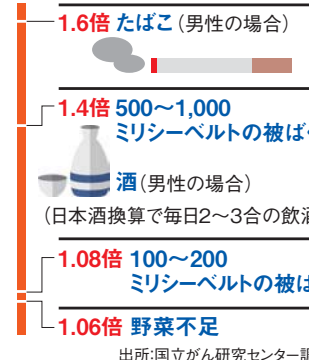 1.6倍 たばこ(男性の場合)
1.4倍 500〜1,000
ミリシーベルトの被ば
酒(男性の場合)
(日本酒換算で毎日2〜3合の飲酒
1.08倍 100〜200
ミリシーベルトの被ば
1.06倍 野菜不足
出所:国立がん研究センター調